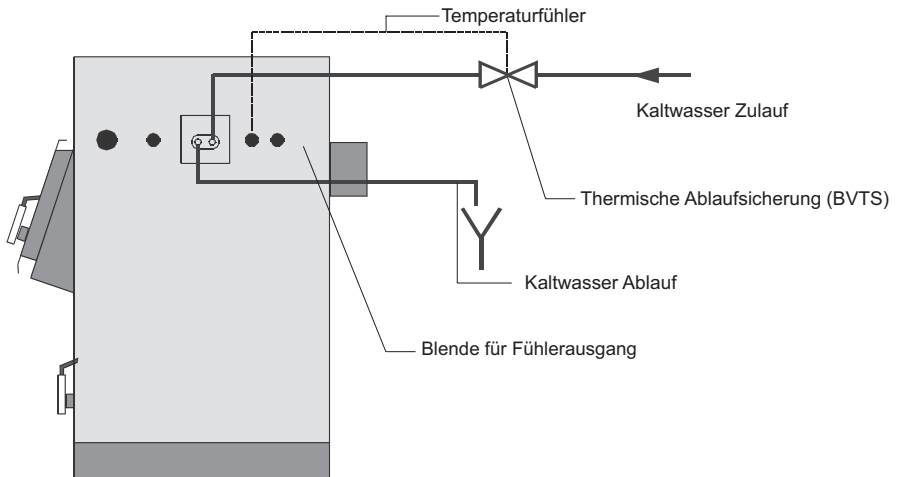 Temperaturfühler
Kaltwasser Zulauf
Thermische Ablaufsicherung (BVTS)
Kaltwasser Ablauf
Blende für Fühlerausgang